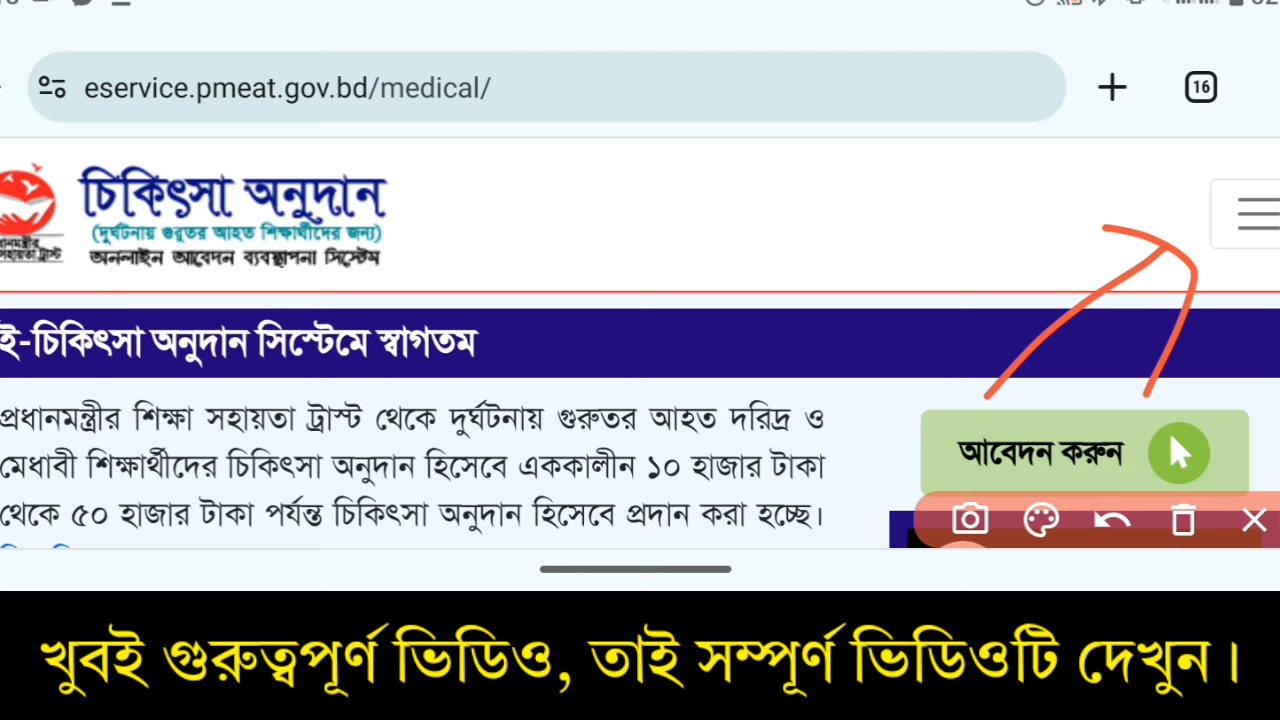 eservice.pmeat.gov.bd/medical/
16
চিকিৎসা অনুদান
(দুর্ঘটনায় গুরুতর আহত শিক্ষার্থীদের জন্য)
অনলাইন আবেদন ব্যবস্থাপনা সিস্টেম
ই-চিকিৎসা অনুদান সিস্টেমে স্বাগতম
প্রধানমন্ত্রীর শিক্ষা সহায়তা ট্রাস্ট থেকে দুর্ঘটনায় গুরুতর আহত দরিদ্র ও
মেধাবী শিক্ষার্থীদের চিকিৎসা অনুদান হিসেবে এককালীন ১০ হাজার টাকা
থেকে ৫০ হাজার টাকা পর্যন্ত চিকিৎসা অনুদান হিসেবে প্রদান করা হচ্ছে।
আবেদন করুন
খুবই গুরুত্বপূর্ণ ভিডিও, তাই সম্পূর্ণ ভিডিওটি দেখুন।